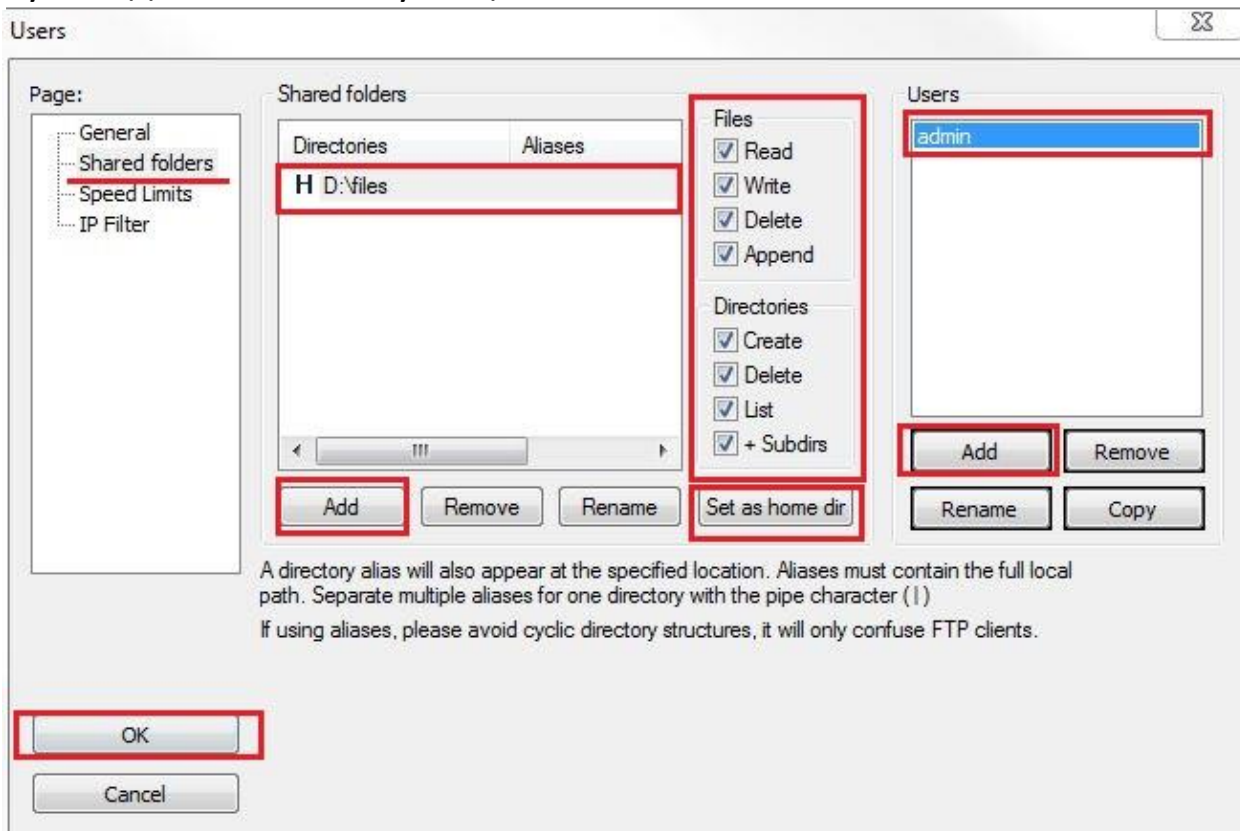 Users
Page:
General
Shared folders
Speed Limits
IP Filter
Shared folders
Directories Aliases
H D:\files
Add Remove Rename
Files
Read
Write
Delete
Append
Directories
Create
Delete
List
+ Subdirs
Set as home dir
Users
admin
Add Remove
Rename Copy
A directory alias will also appear at the specified location. Aliases must contain the full local
path. Separate multiple aliases for one directory with the pipe character (|)
If using aliases, please avoid cyclic directory structures, it will only confuse FTP clients.
OK
Cancel